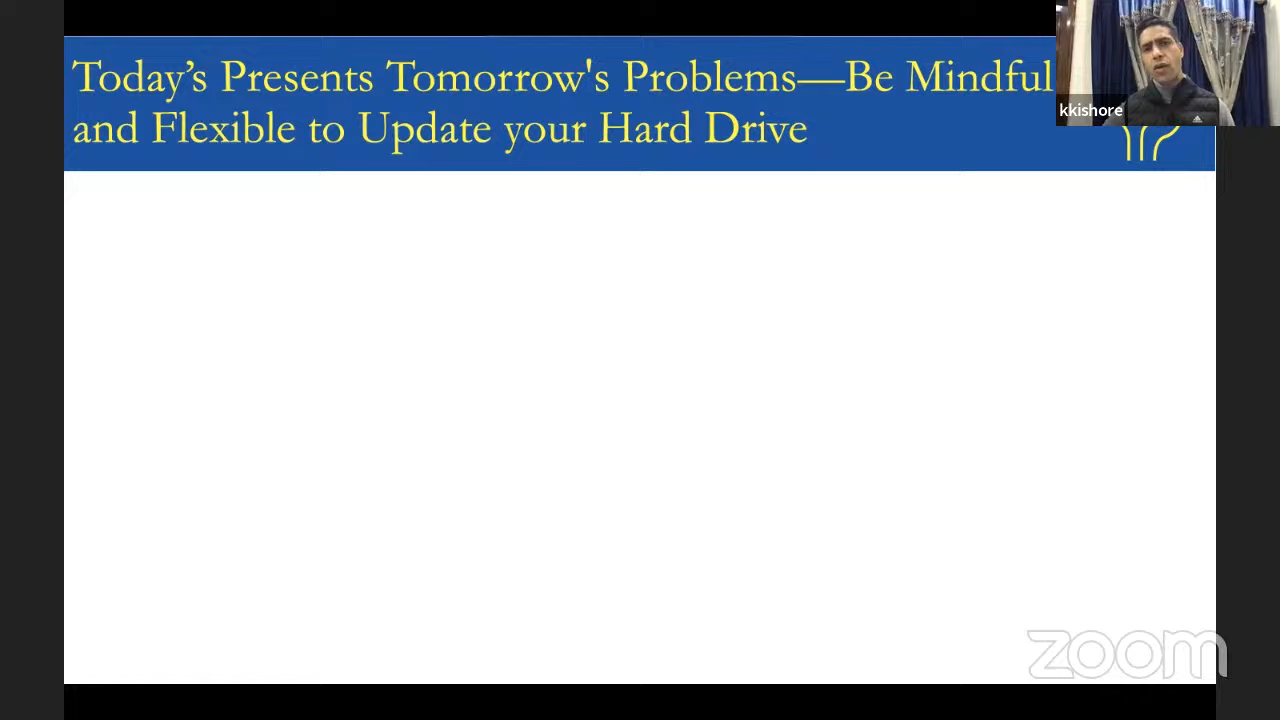 Today’s Presents Tomorrow's Problems—Be Mindful
and Flexible to Update your Hard Drive
kkishore
zoom